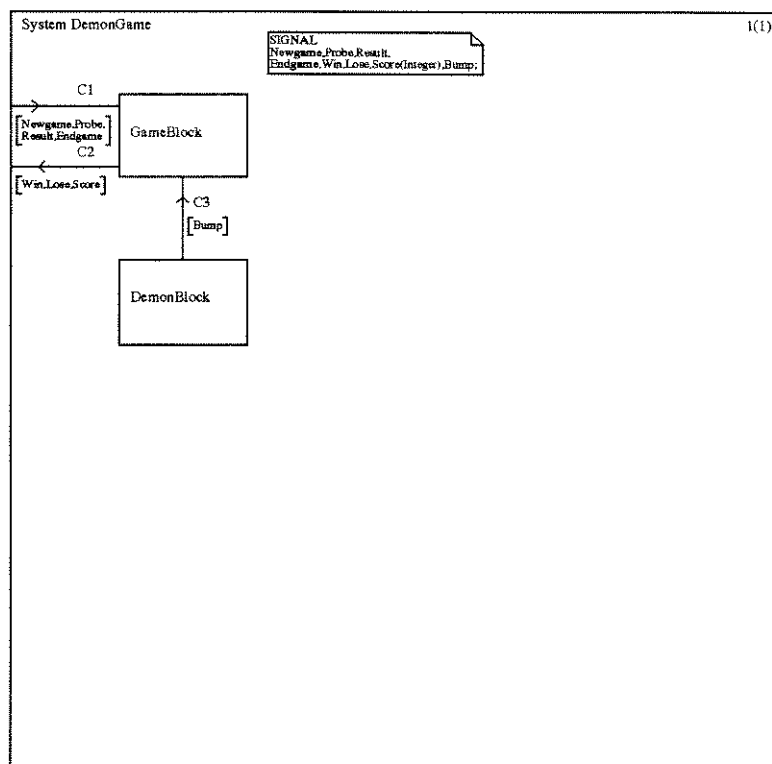 System DemonGame
1(1)
SIGNAL
Newgame,Probe,Result,
Endgame,Win,Lose,Score(Integer),Bump;
C1
[Newgame,Probe,
Result,Endgame]
GameBlock
C2
[Win,Lose,Score]
C3
[Bump]
DemonBlock